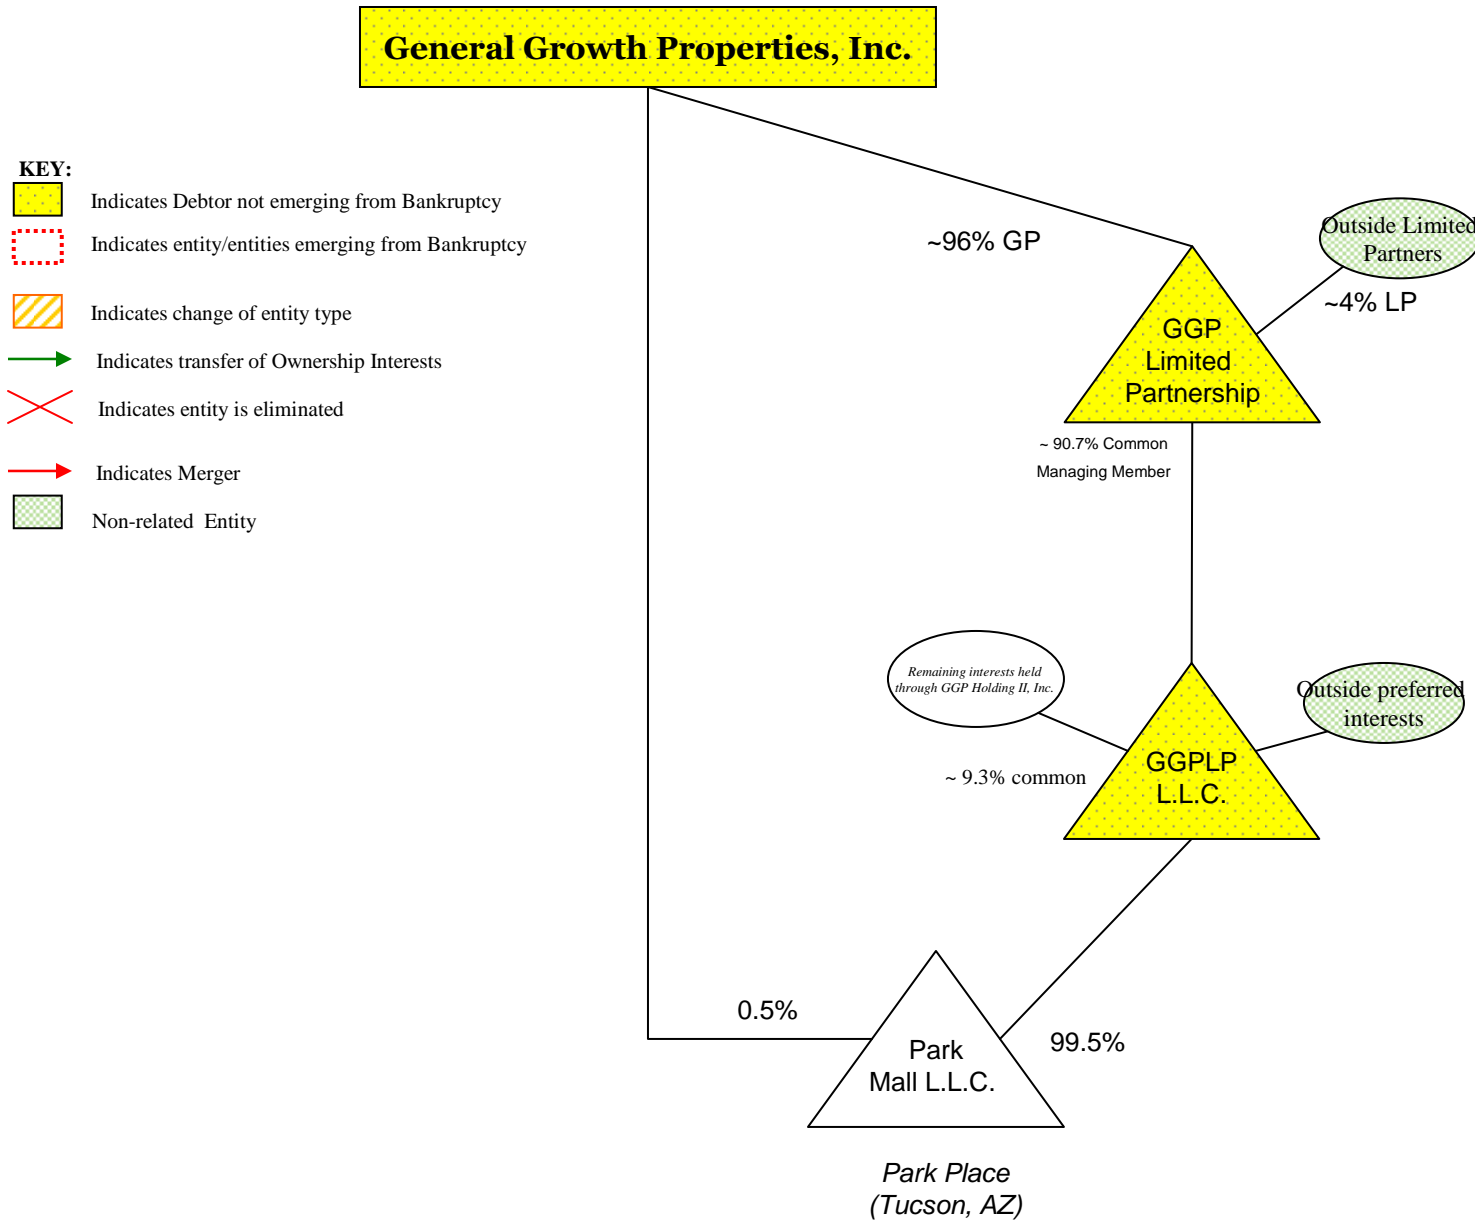 General Growth Properties, Inc.
KEY:
Indicates Debtor not emerging from Bankruptcy
Indicates entity/entities emerging from Bankruptcy
Indicates change of entity type
Indicates transfer of Ownership Interests
Indicates entity is eliminated
Indicates Merger
Non-related Entity
~96% GP
Outside Limited
Partners
~4% LP
GGP
Limited
Partnership
~ 90.7% Common
Managing Member
Remaining interests held
through GGP Holding II, Inc.
Outside preferred
interests
~ 9.3% common
GGPLP
L.L.C.
0.5%
99.5%
Park
Mall L.L.C.
Park Place
(Tucson, AZ)